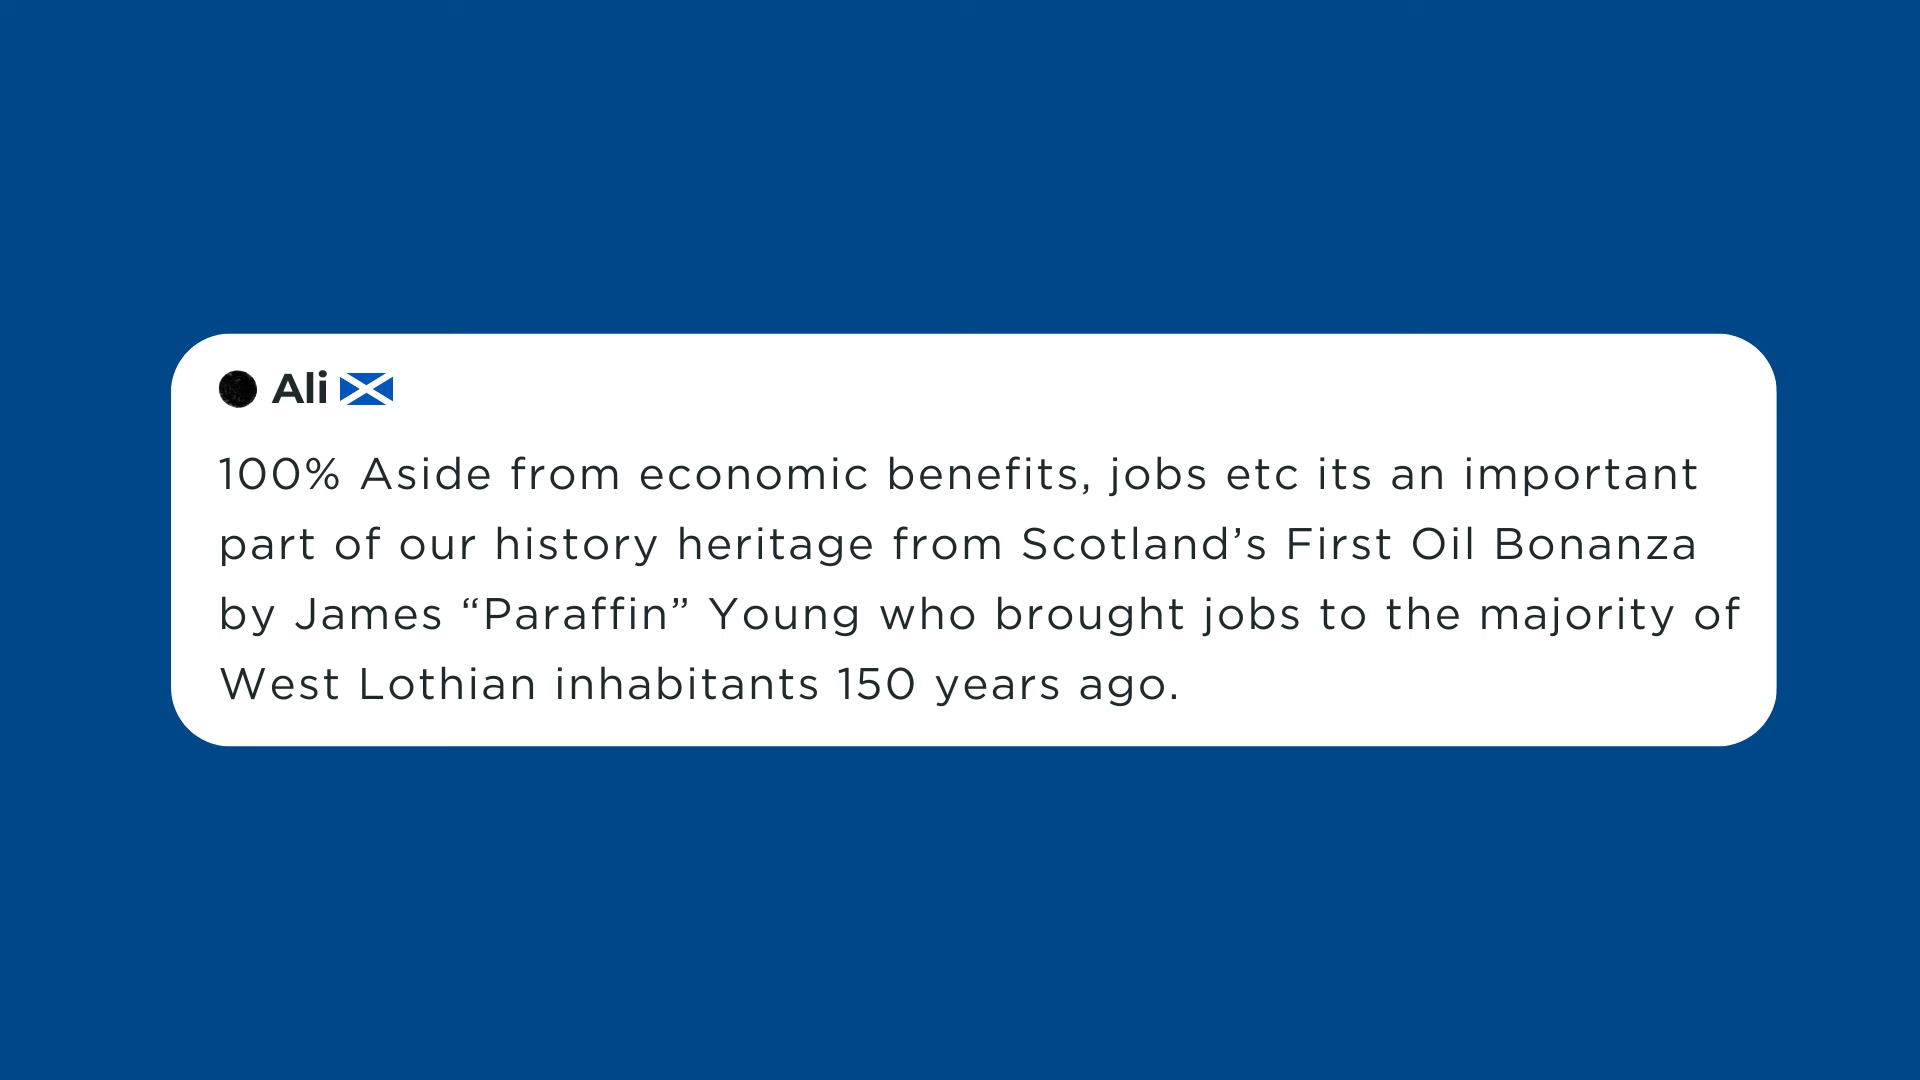 Ali
100% Aside from economic benefits, jobs etc its an important
part of our history heritage from Scotland’s First Oil Bonanza
by James “Paraffin” Young who brought jobs to the majority of
West Lothian inhabitants 150 years ago.